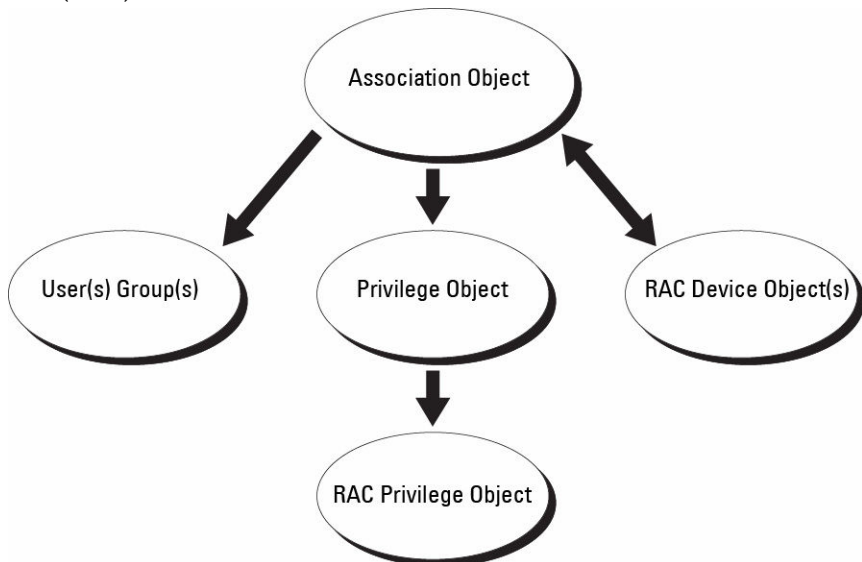 Association Object
User(s) Group(s)
Privilege Object
RAC Device Object(s)
RAC Privilege Object